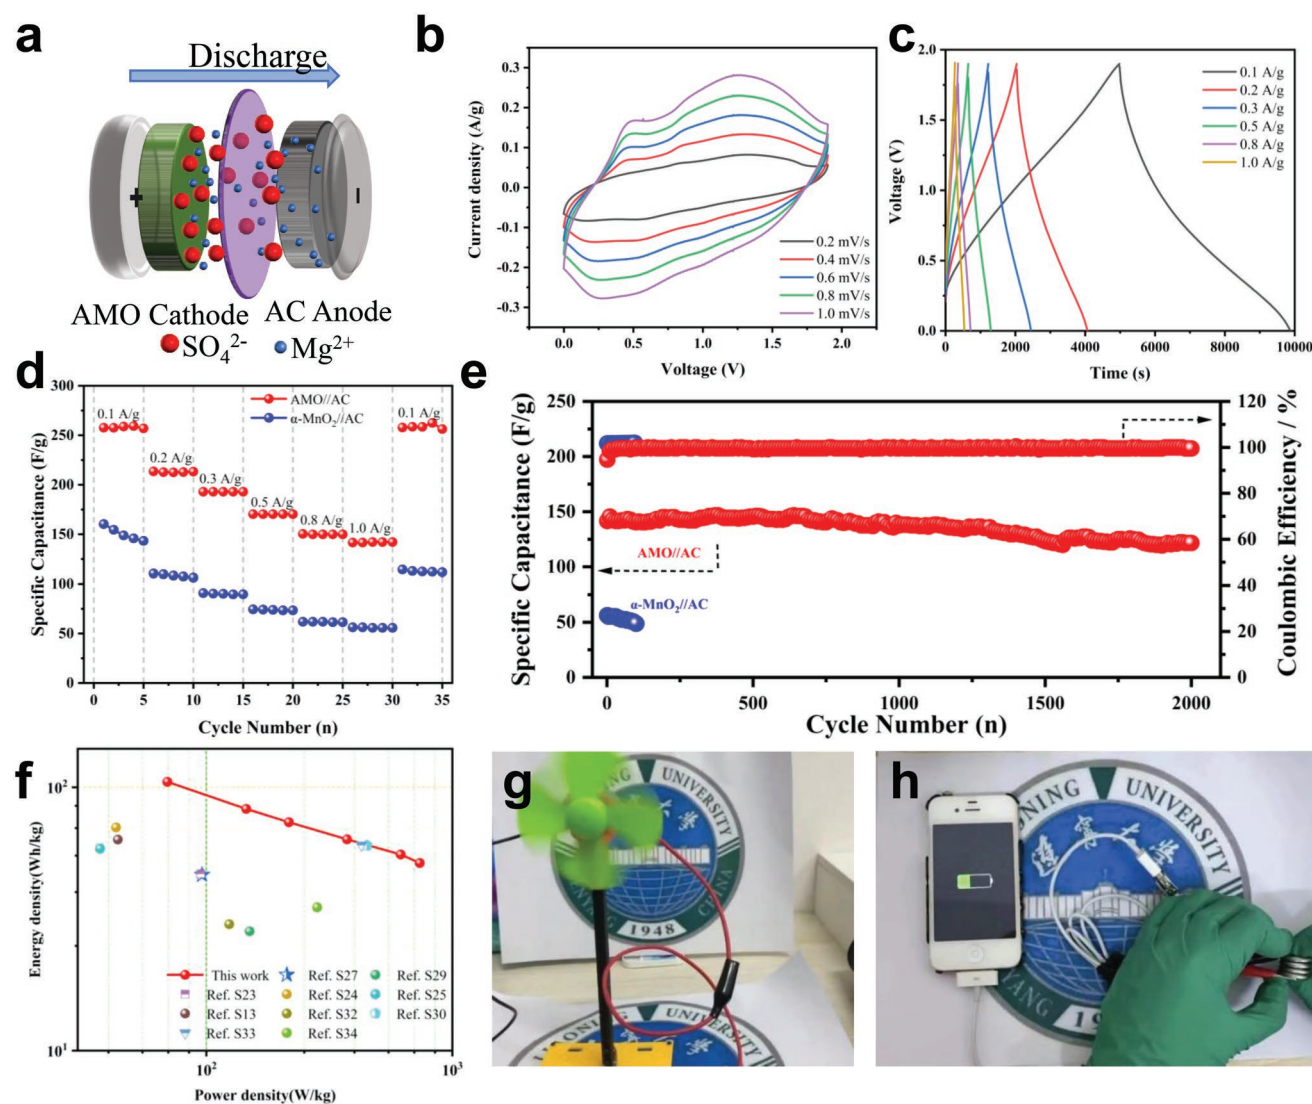 a
Discharge
+
-
AMO Cathode
AC Anode
SO₄²⁻
Mg²⁺
b
Current density (A/g)
0.3
0.2
0.1
0.0
-0.1
-0.2
-0.3
0.2 mV/s
0.4 mV/s
0.6 mV/s
0.8 mV/s
1.0 mV/s
0.0 0.5 1.0 1.5 2.0
Voltage (V)
c
Voltage (V)
2.0
1.5
1.0
0.5
0.0
0.1 A/g
0.2 A/g
0.3 A/g
0.5 A/g
0.8 A/g
1.0 A/g
0 2000 4000 6000 8000 10000
Time (s)
d
Specific Capacitance (F/g)
300
250
200
150
100
50
0
AMO//AC
α-MnO₂//AC
0.1 A/g
0.2 A/g
0.3 A/g
0.5 A/g
0.8 A/g
1.0 A/g
0.1 A/g
0 5 10 15 20 25 30 35
Cycle Number (n)
e
Specific Capacitance (F/g)
250
200
150
100
50
0
AMO//AC
α-MnO₂//AC
Coulombic Efficiency / %
120
100
80
60
40
20
0
0 500 1000 1500 2000
Cycle Number (n)
f
Energy density(Wh/kg)
10²
10¹
This work
Ref. S27
Ref. S29
Ref. S23
Ref. S24
Ref. S25
Ref. S13
Ref. S32
Ref. S30
Ref. S33
Ref. S34
10² 10³
Power density(W/kg)
g
NING UNIVERSITY
CHINA
1948
OONING UNIVER
h
ONING UNIVERSITY
ANG